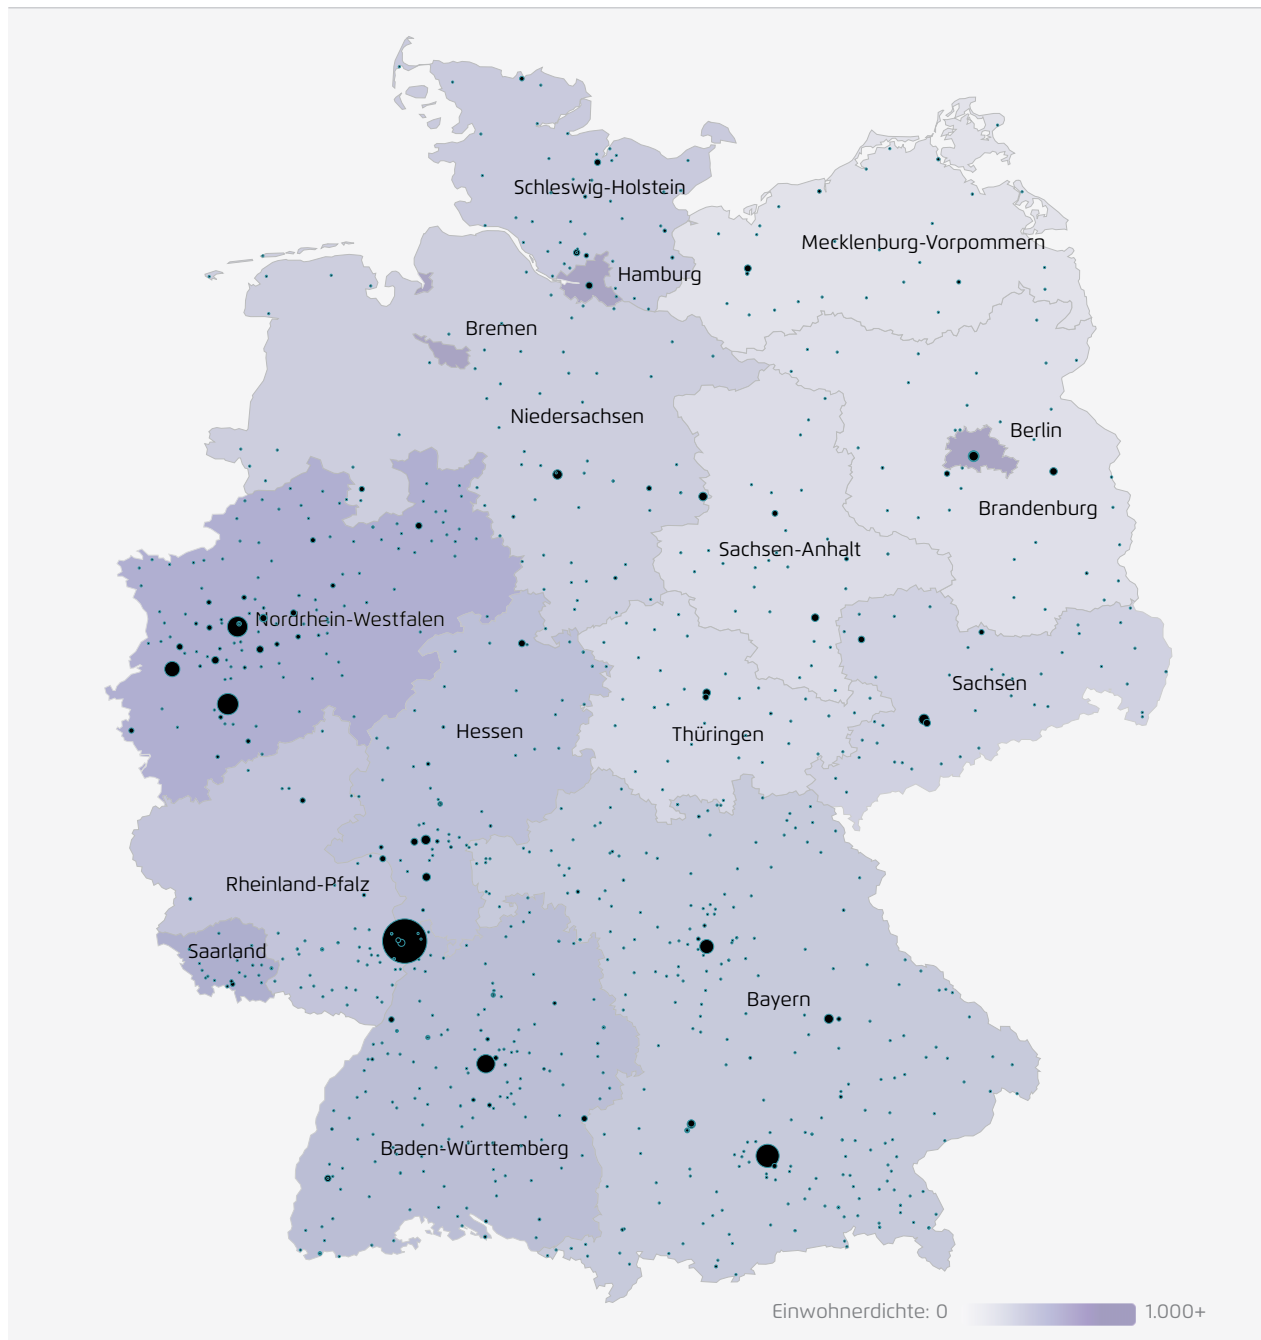 Schleswig-Holstein
Mecklenburg-Vorpommern
Hamburg
Bremen
Niedersachsen
Berlin
Brandenburg
Sachsen-Anhalt
Nordrhein-Westfalen
Sachsen
Hessen
Thüringen
Rheinland-Pfalz
Saarland
Bayern
Baden-Württemberg
Einwohnerdichte: 0 1.000+